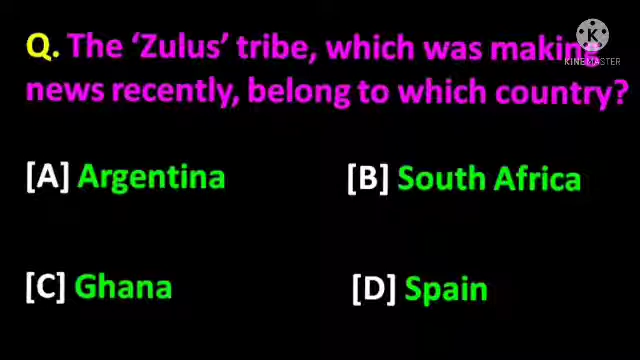 Q. The ‘Zulus’ tribe, which was making
news recently, belong to which country?
[A] Argentina [B] South Africa
[C] Ghana [D] Spain
K
KINEMASTER